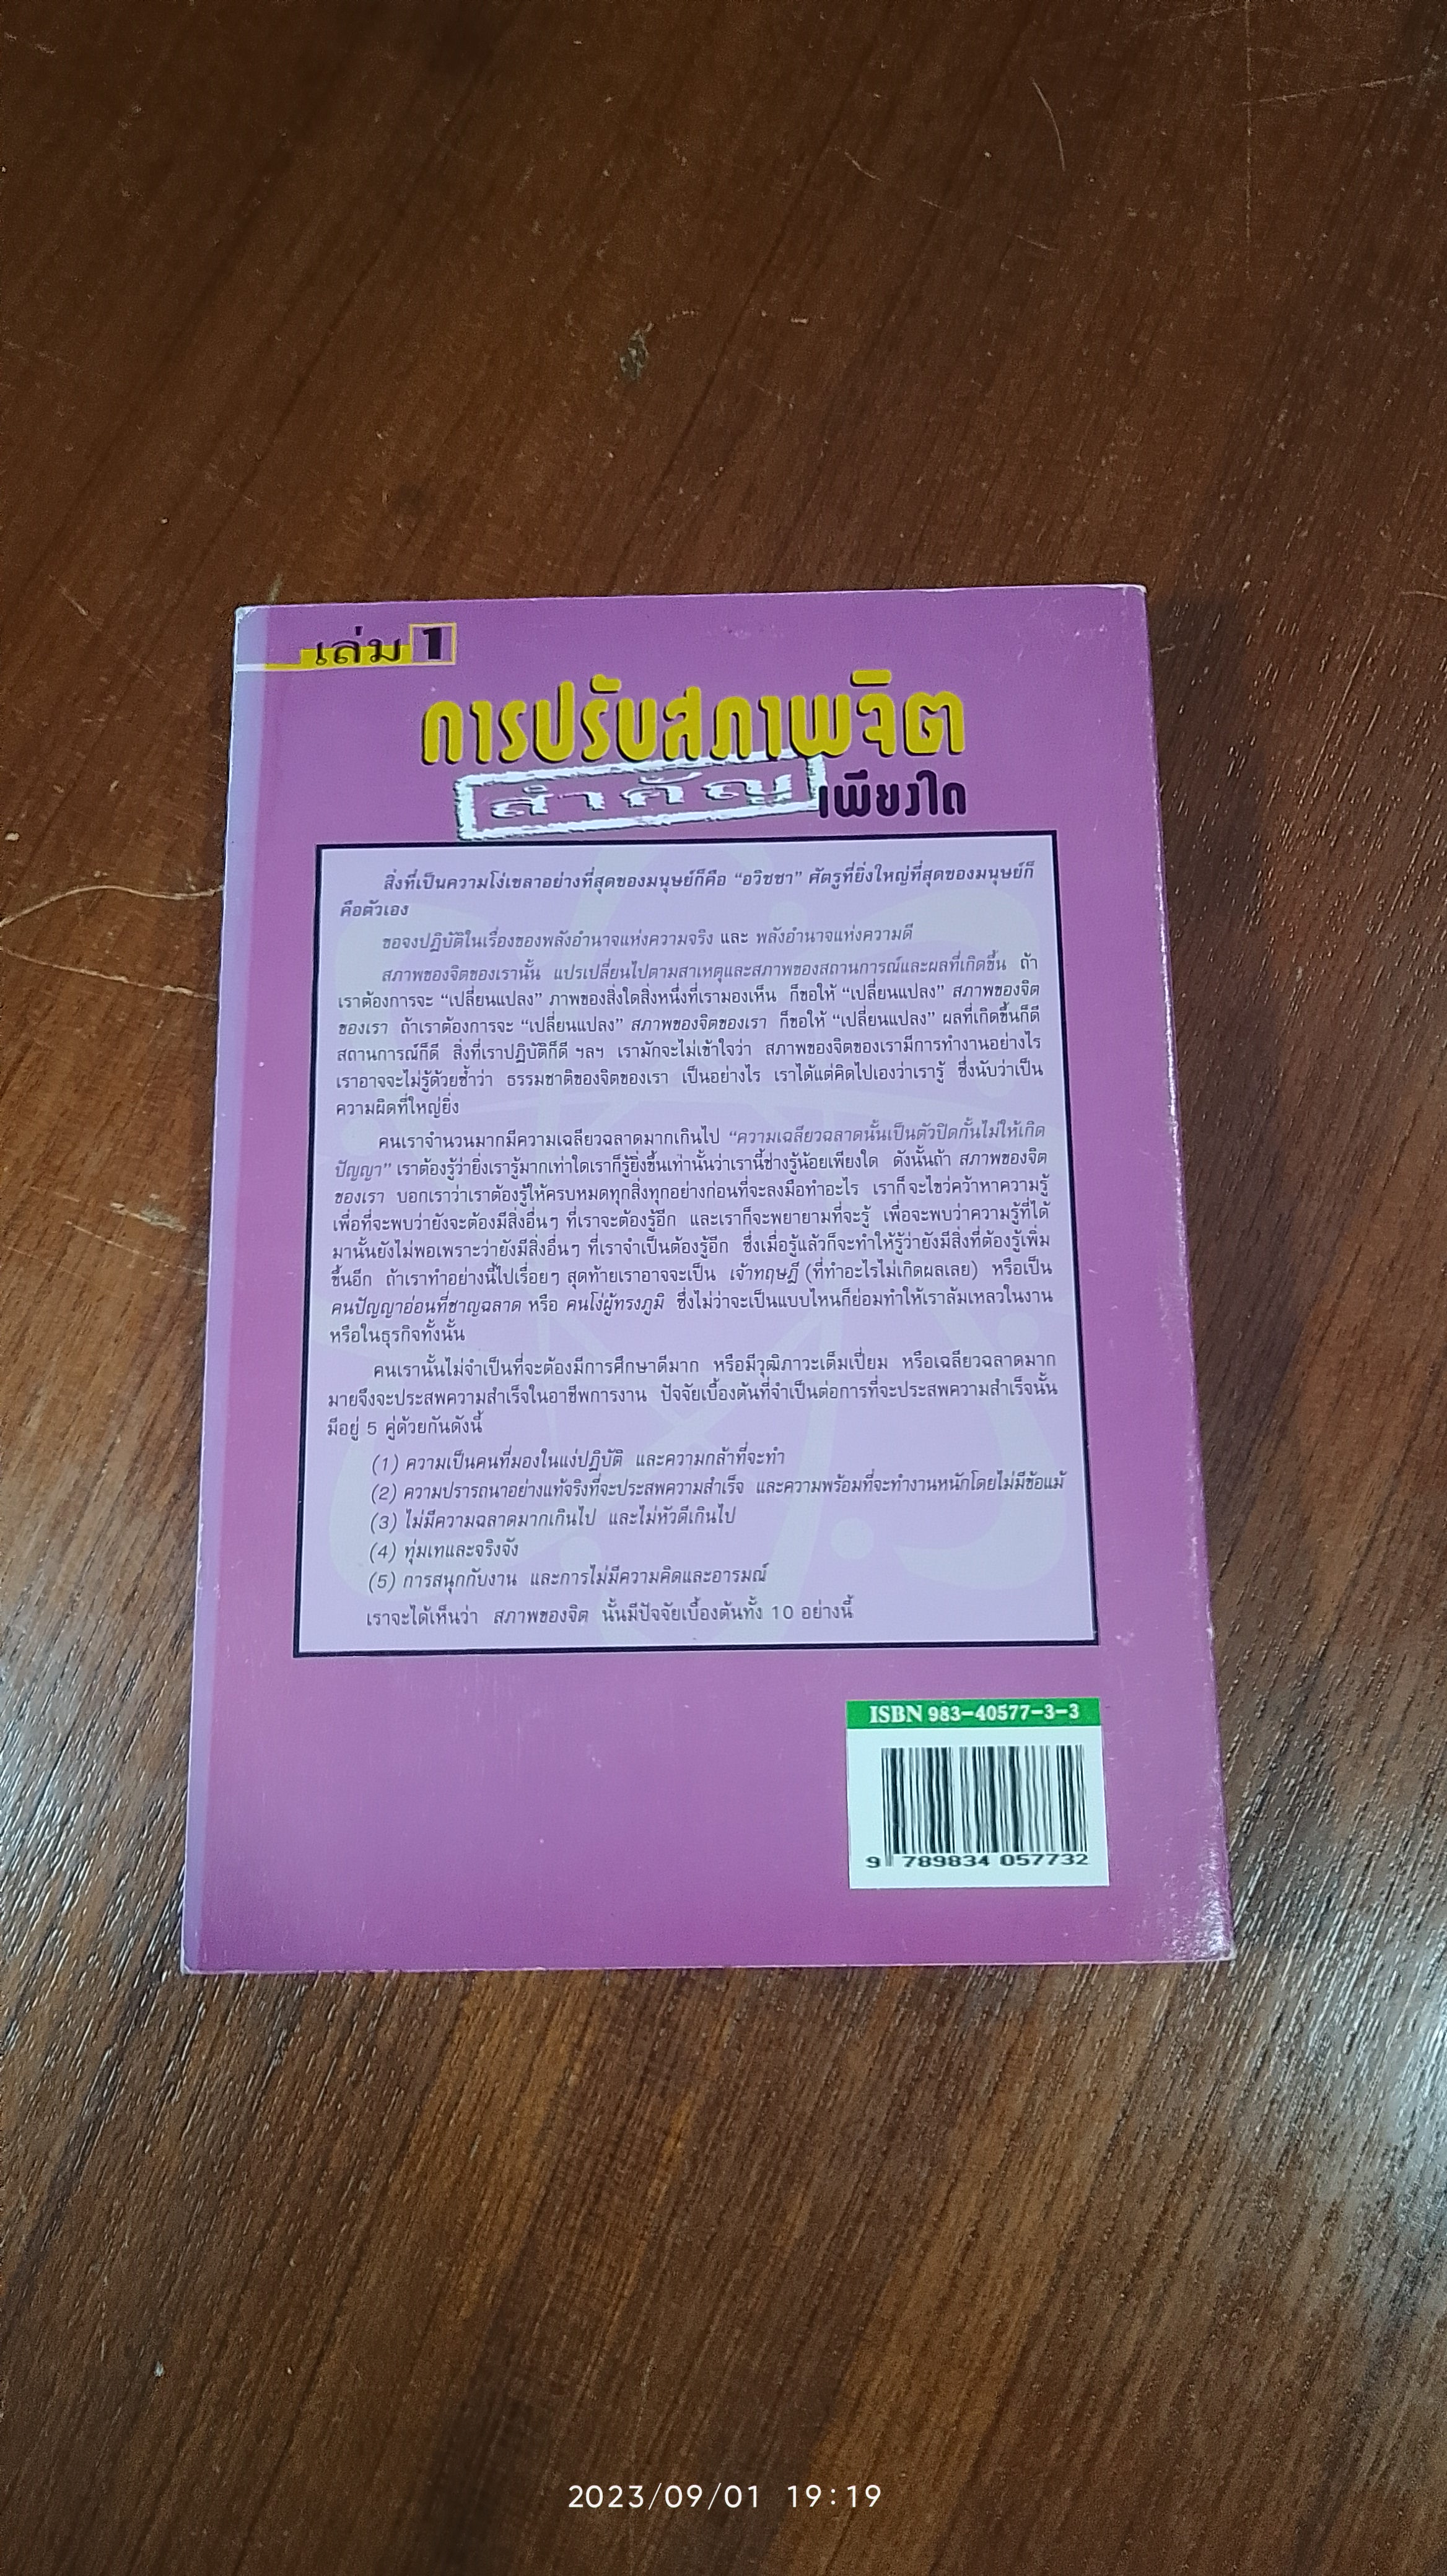 เล่ม 1
การปรับสภาพจิต
สำคัญ เพียงใด
สิ่งที่เป็นความโง่เขลาอย่างที่สุดของมนุษย์ก็คือ “อวิชชา” ศัตรูที่ยิ่งใหญ่ที่สุดของมนุษย์ก็
คือตัวเอง
ขอจงปฏิบัติในเรื่องของพลังอำนาจแห่งความจริง และ พลังอำนาจแห่งความดี
สภาพของจิตของเรานั้น แปรเปลี่ยนไปตามสาเหตุและสภาพของสถานการณ์และผลที่เกิดขึ้น ถ้า
เราต้องการจะ “เปลี่ยนแปลง” ภาพของสิ่งใดสิ่งหนึ่งที่เรามองเห็น ก็ขอให้ “เปลี่ยนแปลง” สภาพของจิต
ของเรา ถ้าเราต้องการจะ “เปลี่ยนแปลง” สภาพของจิตของเรา ก็ขอให้ “เปลี่ยนแปลง” ผลที่เกิดขึ้นก็ดี
สถานการณ์ก็ดี สิ่งที่เราปฏิบัติก็ดี ฯลฯ เรามักจะไม่เข้าใจว่า สภาพของจิตของเรามีการทำงานอย่างไร
เราอาจจะไม่รู้ด้วยซ้ำว่า ธรรมชาติของจิตของเรา เป็นอย่างไร เราได้แต่คิดไปเองว่าเรารู้ ซึ่งนับว่าเป็น
ความผิดที่ใหญ่ยิ่ง
คนเราจำนวนมากมีความเฉลียวฉลาดมากเกินไป “ความเฉลียวฉลาดนั้นเป็นตัวปิดกั้นไม่ให้เกิด
ปัญญา” เราต้องรู้ว่ายิ่งเรารู้มากเท่าใดเราก็รู้ยิ่งขึ้นเท่านั้นว่าเรานี้ช่างรู้น้อยเพียงใด ดังนั้นถ้า สภาพของจิต
ของเรา บอกเราว่าเราต้องรู้ให้ครบหมดทุกสิ่งทุกอย่างก่อนที่จะลงมือทำอะไร เราก็จะไขว่คว้าหาความรู้
เพื่อที่จะพบว่ายังจะต้องมีสิ่งอื่นๆ ที่เราจะต้องรู้อีก และเราก็จะพยายามที่จะรู้ เพื่อจะพบว่าความรู้ที่ได้
มานั้นยังไม่พอเพราะว่ายังมีสิ่งอื่นๆ ที่เราจำเป็นต้องรู้อีก ซึ่งเมื่อรู้แล้วก็จะทำให้รู้ว่ายังมีสิ่งที่ต้องรู้เพิ่ม
ขึ้นอีก ถ้าเราทำอย่างนี้ไปเรื่อยๆ สุดท้ายเราอาจจะเป็น เจ้าทฤษฎี (ที่ทำอะไรไม่เกิดผลเลย) หรือเป็น
คนปัญญาอ่อนที่ชาญฉลาด หรือ คนโง่ผู้ทรงภูมิ ซึ่งไม่ว่าจะเป็นแบบไหนก็ย่อมทำให้เราล้มเหลวในงาน
หรือในธุรกิจทั้งนั้น
คนเรานั้นไม่จำเป็นที่จะต้องมีการศึกษาดีมาก หรือมีวุฒิภาวะเต็มเปี่ยม หรือเฉลียวฉลาดมาก
มายจึงจะประสพความสำเร็จในอาชีพการงาน ปัจจัยเบื้องต้นที่จำเป็นต่อการที่จะประสพความสำเร็จนั้น
มีอยู่ 5 คู่ด้วยกันดังนี้
(1) ความเป็นคนที่มองในแง่ปฏิบัติ และความกล้าที่จะทำ
(2) ความปรารถนาอย่างแท้จริงที่จะประสพความสำเร็จ และความพร้อมที่จะทำงานหนักโดยไม่มีข้อแม้
(3) ไม่มีความฉลาดมากเกินไป และไม่หัวดีเกินไป
(4) ทุ่มเทและจริงจัง
(5) การสนุกกับงาน และการไม่มีความคิดและอารมณ์
เราจะได้เห็นว่า สภาพของจิต นั้นมีปัจจัยเบื้องต้นทั้ง 10 อย่างนี้
ISBN 983-40577-3-3
9 789834 057732
2023/09/01 19:19